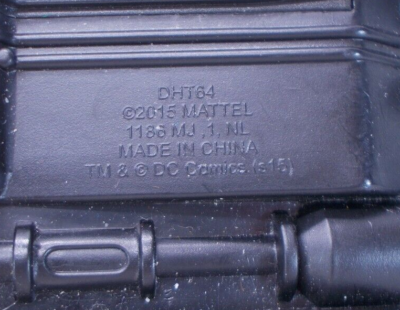 DHT64
©2015 MATTEL
1186 MJ ,1, NL
MADE IN CHINA
TM & © DC Comics.(s15)